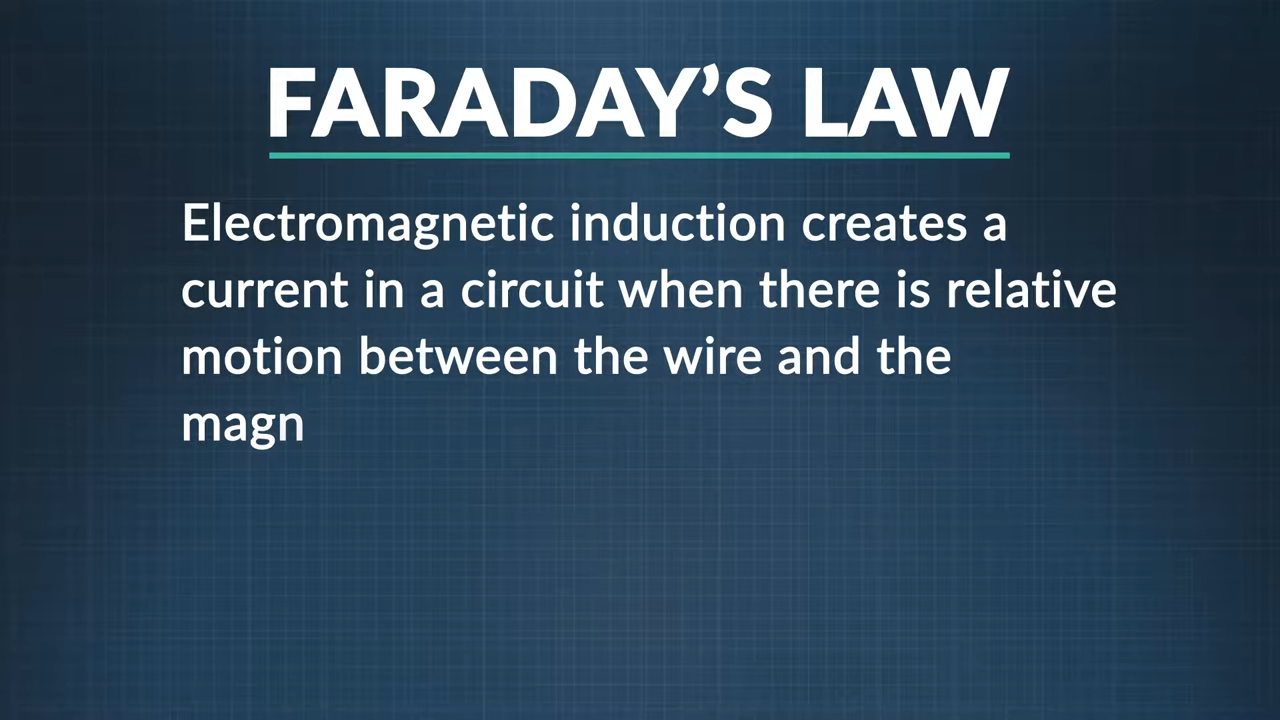 FARADAY’S LAW
Electromagnetic induction creates a
current in a circuit when there is relative
motion between the wire and the
magn